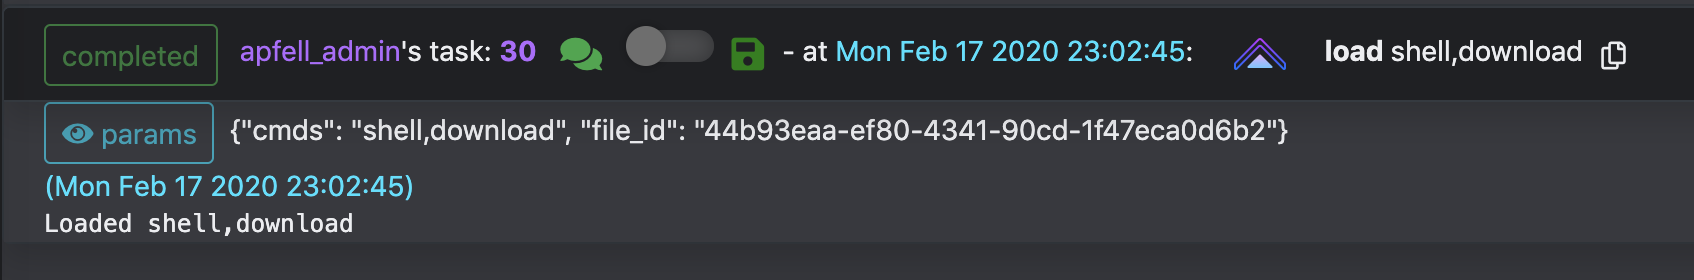 completed apfell_admin's task: 30 - at Mon Feb 17 2020 23:02:45: load shell,download
params {"cmds": "shell,download", "file_id": "44b93eaa-ef80-4341-90cd-1f47eca0d6b2"}
(Mon Feb 17 2020 23:02:45)
Loaded shell,download